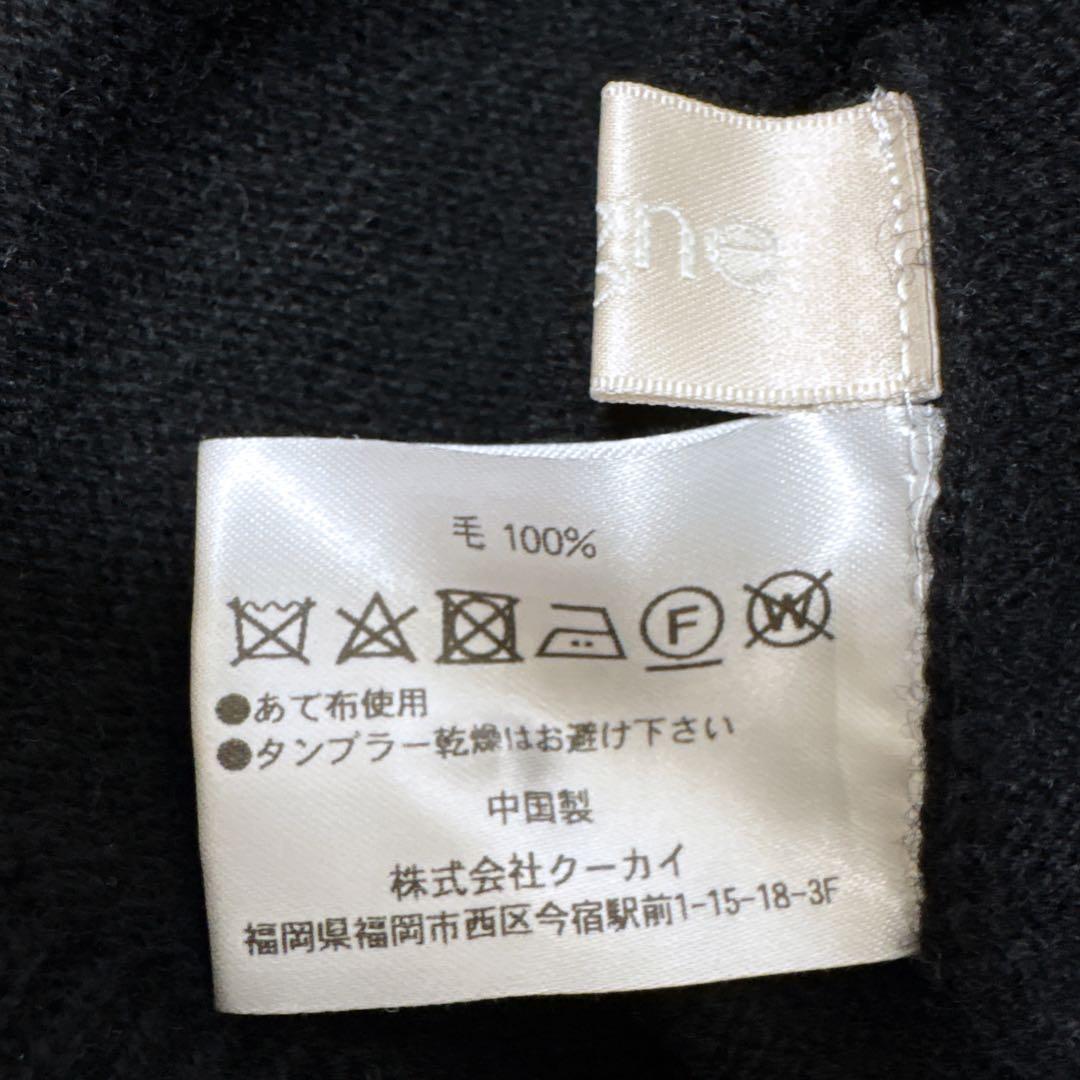 毛 100%
F W
●あて布使用
●タンブラー乾燥はお避け下さい
中国製
株式会社クーカイ
福岡県福岡市西区今宿駅前1-15-18-3F